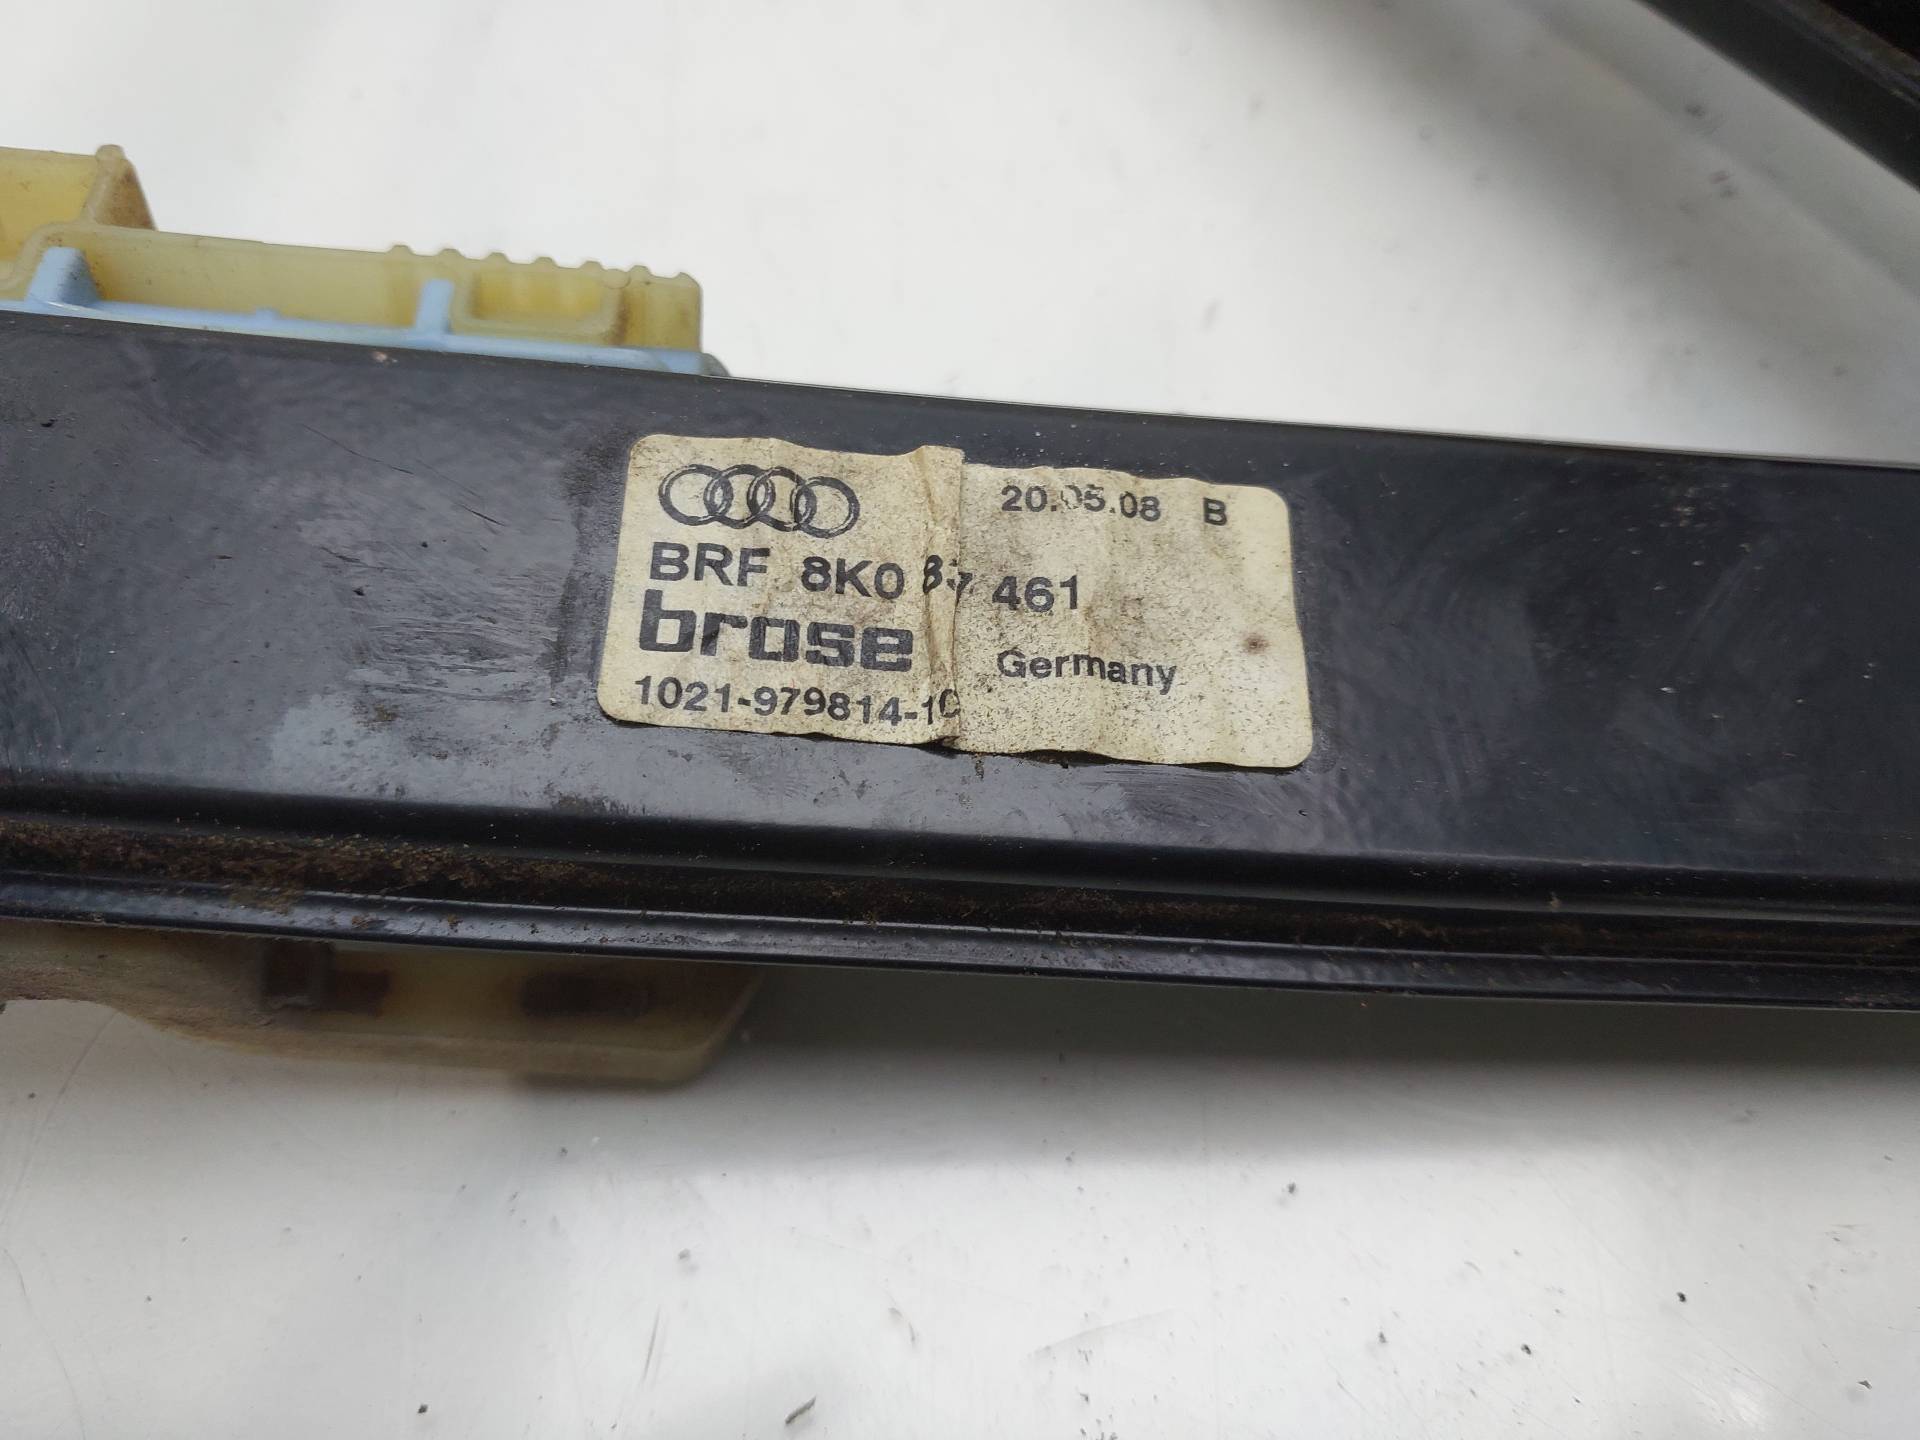 20.05.08 B
BRF 8K0 461
brose Germany
1021-979814-1